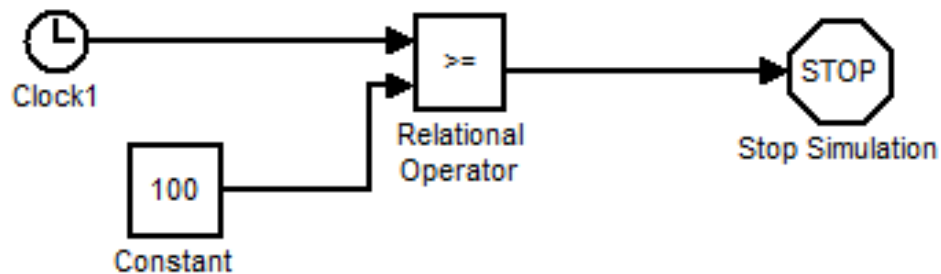 Clock1
>=
Relational
Operator
STOP
Stop Simulation
100
Constant